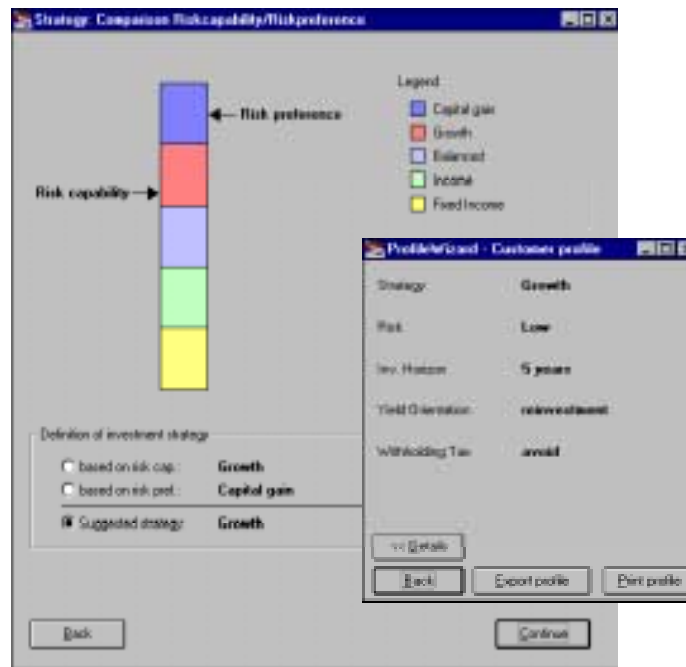 Strategy: Comparison Riskcapability/Riskpreference
Risk preference
Risk capability
Legend
Capital gain
Growth
Balanced
Income
Fixed Income
Definition of investment strategy
based on risk cap.: Growth
based on risk pref.: Capital gain
Suggested strategy: Growth
Back
Continue
ProfileWizard - Customer profile
Strategy Growth
Risk Low
Inv. Horizon 5 years
Yield Orientation reinvestment
Withholding Tax avoid
<< Details
Back
Export profile
Print profile